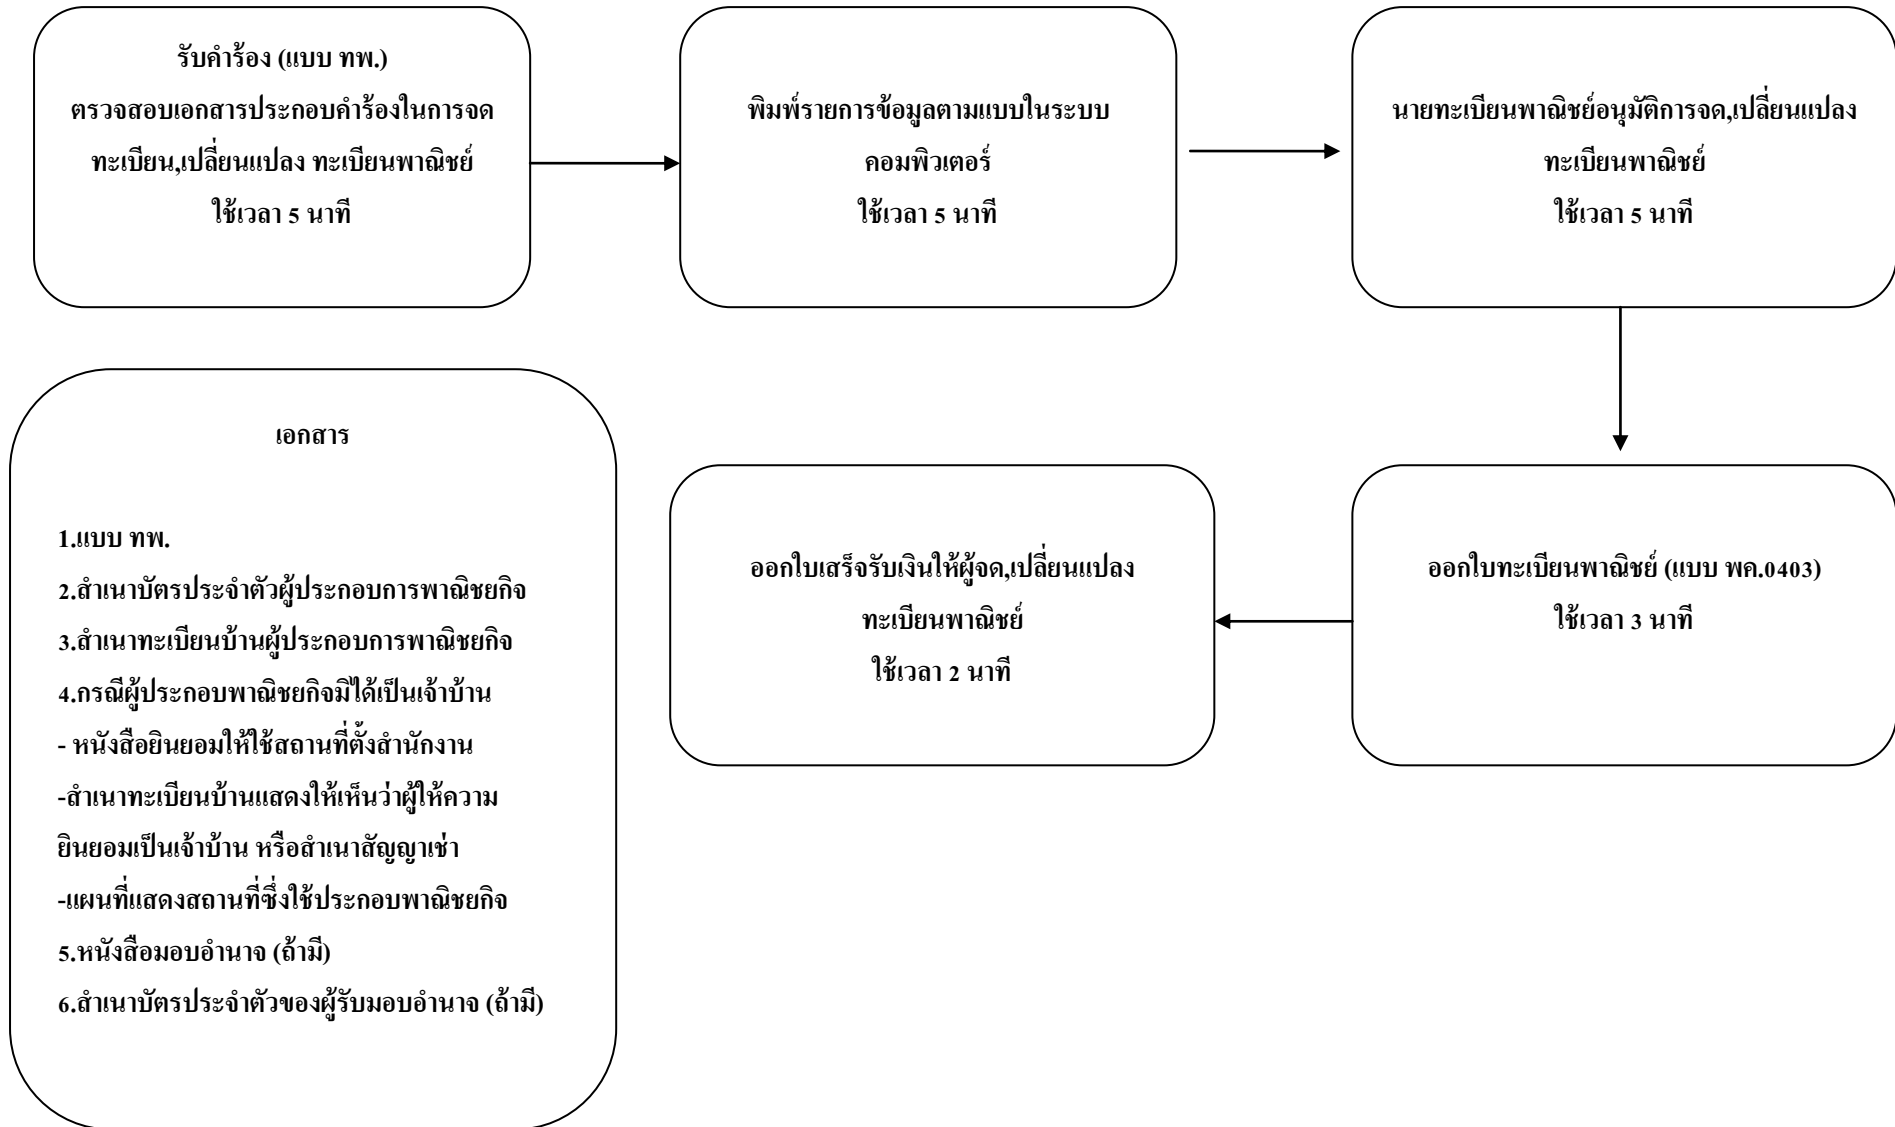 รับคำร้อง (แบบ ทพ.)
ตรวจสอบเอกสารประกอบคำร้องในการจด
ทะเบียน,เปลี่ยนแปลง ทะเบียนพาณิชย์
ใช้เวลา 5 นาที
พิมพ์รายการข้อมูลตามแบบในระบบ
คอมพิวเตอร์
ใช้เวลา 5 นาที
นายทะเบียนพาณิชย์อนุมัติการจด,เปลี่ยนแปลง
ทะเบียนพาณิชย์
ใช้เวลา 5 นาที
ออกใบทะเบียนพาณิชย์ (แบบ พค.0403)
ใช้เวลา 3 นาที
ออกใบเสร็จรับเงินให้ผู้จด,เปลี่ยนแปลง
ทะเบียนพาณิชย์
ใช้เวลา 2 นาที
เอกสาร
1.แบบ ทพ.
2.สำเนาบัตรประจำตัวผู้ประกอบการพาณิชยกิจ
3.สำเนาทะเบียนบ้านผู้ประกอบการพาณิชยกิจ
4.กรณีผู้ประกอบพาณิชยกิจมิได้เป็นเจ้าบ้าน
- หนังสือยินยอมให้ใช้สถานที่ตั้งสำนักงาน
-สำเนาทะเบียนบ้านแสดงให้เห็นว่าผู้ให้ความ
ยินยอมเป็นเจ้าบ้าน หรือสำเนาสัญญาเช่า
-แผนที่แสดงสถานที่ซึ่งใช้ประกอบพาณิชยกิจ
5.หนังสือมอบอำนาจ (ถ้ามี)
6.สำเนาบัตรประจำตัวของผู้รับมอบอำนาจ (ถ้ามี)